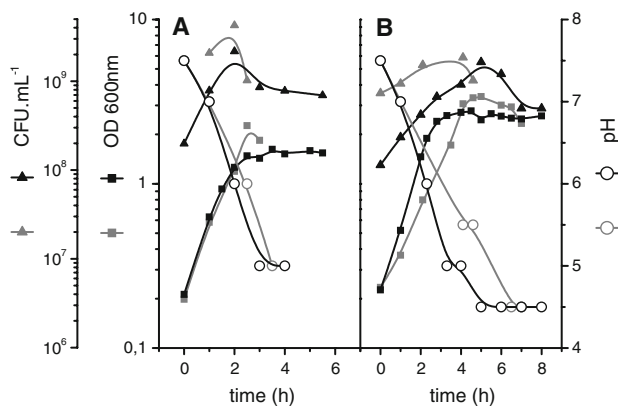 A
B
CFU.mL⁻¹
OD 600nm
pH
10⁹
10⁸
10⁷
10⁶
10
1
0,1
8
7
6
5
4
0 2 4 6
0 2 4 6 8
time (h)
time (h)